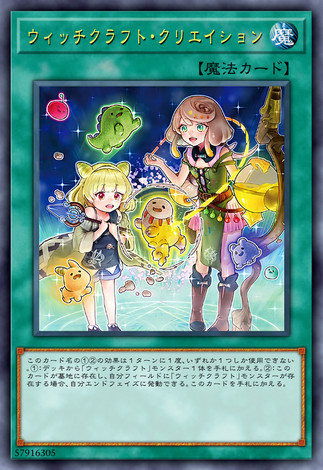 ウィッチクラフト・クリエイション
魔
【魔法カード】
このカード名の①②の効果は1ターンに1度、いずれか1つしか使用できない
。①:デッキから「ウィッチクラフト」モンスター1体を手札に加える。②:この
カードが墓地に存在し、自分フィールドに「ウィッチクラフト」モンスターが存
在する場合、自分エンドフェイズに発動できる。このカードを手札に加える。
57916305